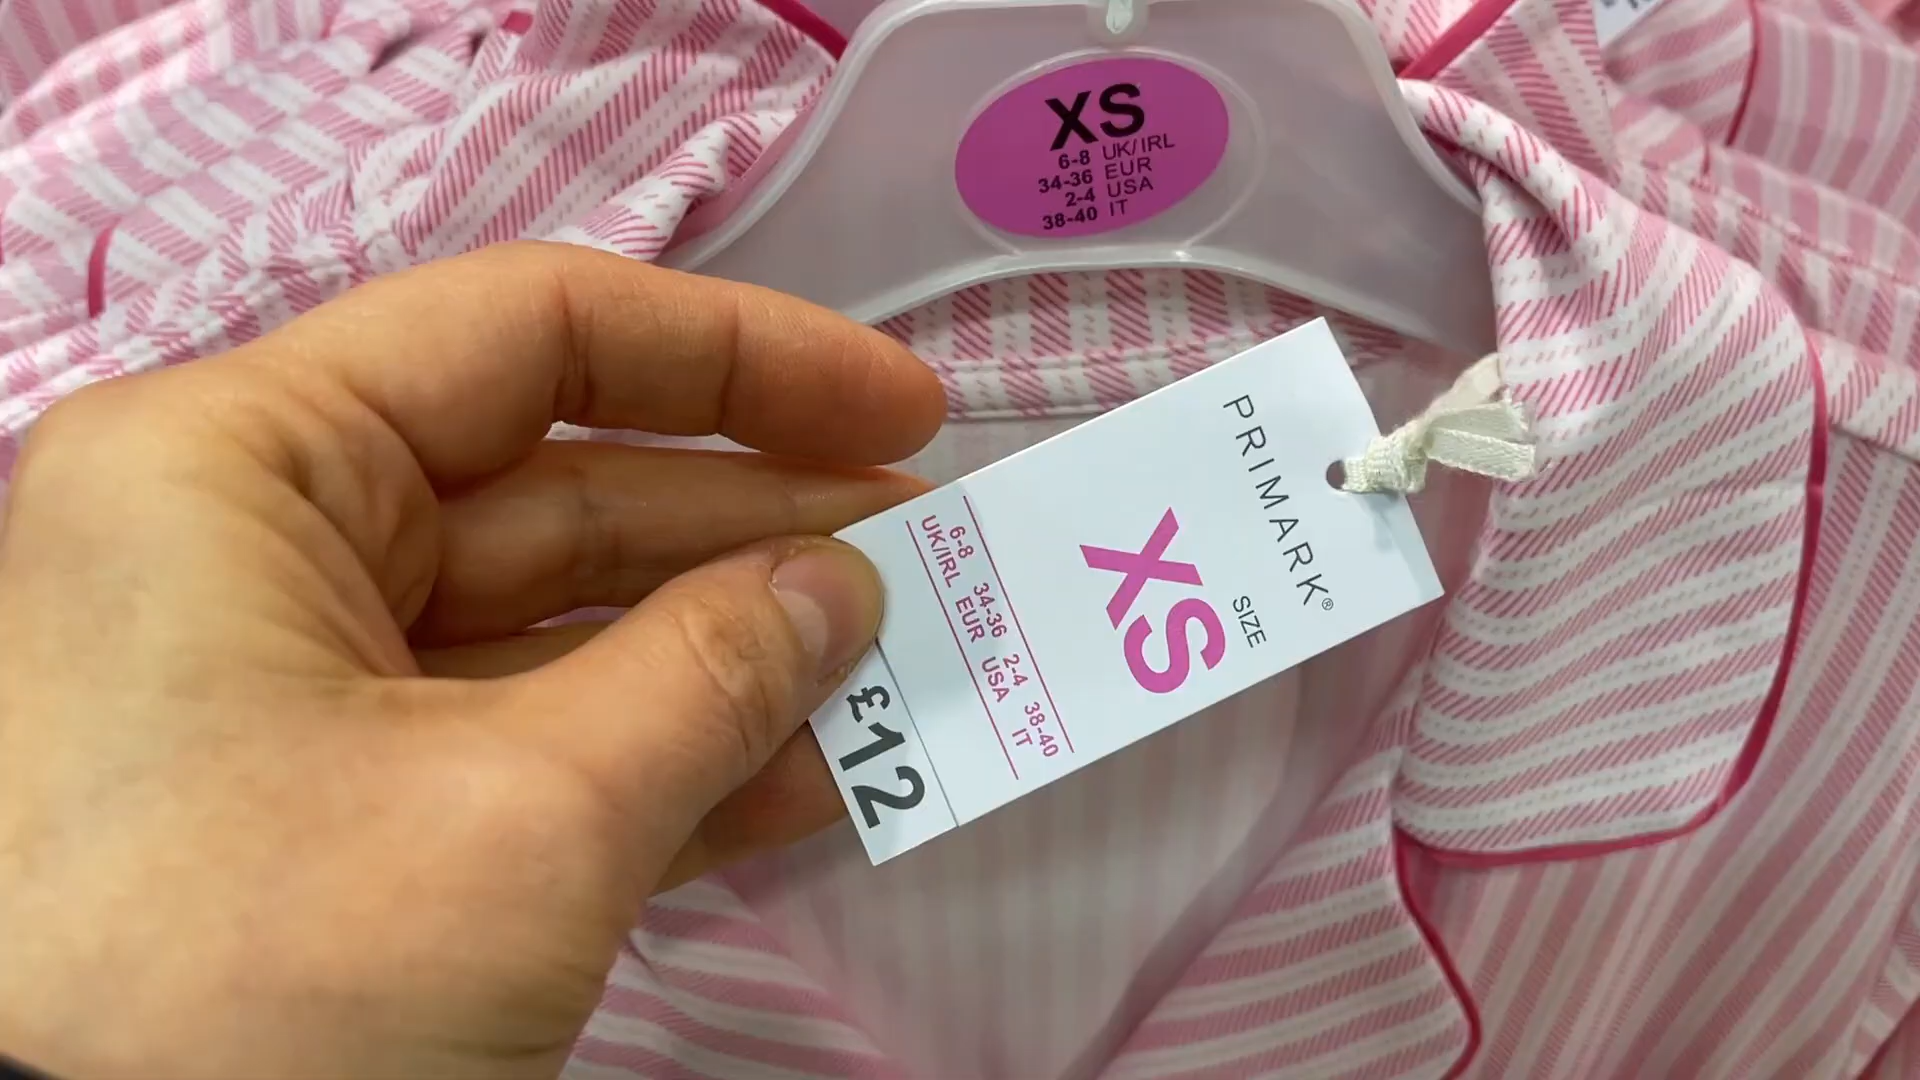 XS
6-8 UK/IRL
34-36 EUR
2-4 USA
38-40 IT
PRIMARK®
SIZE
XS
6-8 34-36 2-4 38-40
UK/IRL EUR USA IT
£12